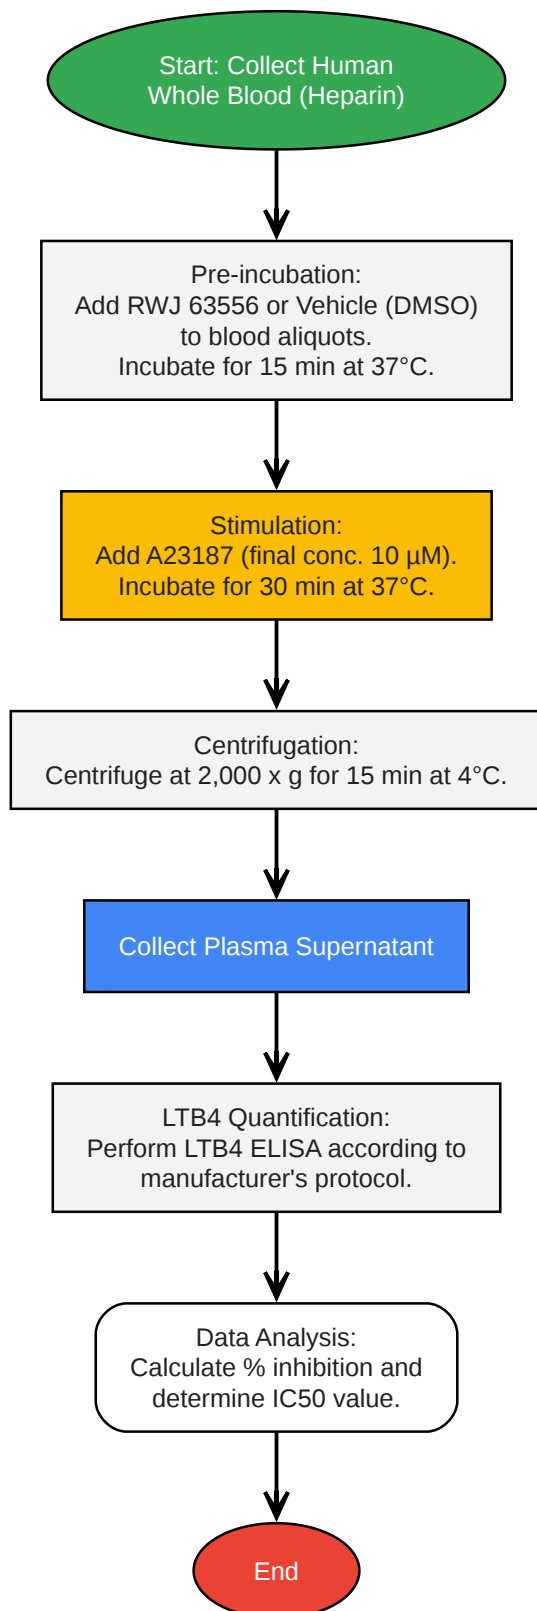 Start: Collect Human
Whole Blood (Heparin)
Pre-incubation:
Add RWJ 63556 or Vehicle (DMSO)
to blood aliquots.
Incubate for 15 min at 37°C.
Stimulation:
Add A23187 (final conc. 10 µM).
Incubate for 30 min at 37°C.
Centrifugation:
Centrifuge at 2,000 x g for 15 min at 4°C.
Collect Plasma Supernatant
LTB4 Quantification:
Perform LTB4 ELISA according to
manufacturer's protocol.
Data Analysis:
Calculate % inhibition and
determine IC50 value.
End